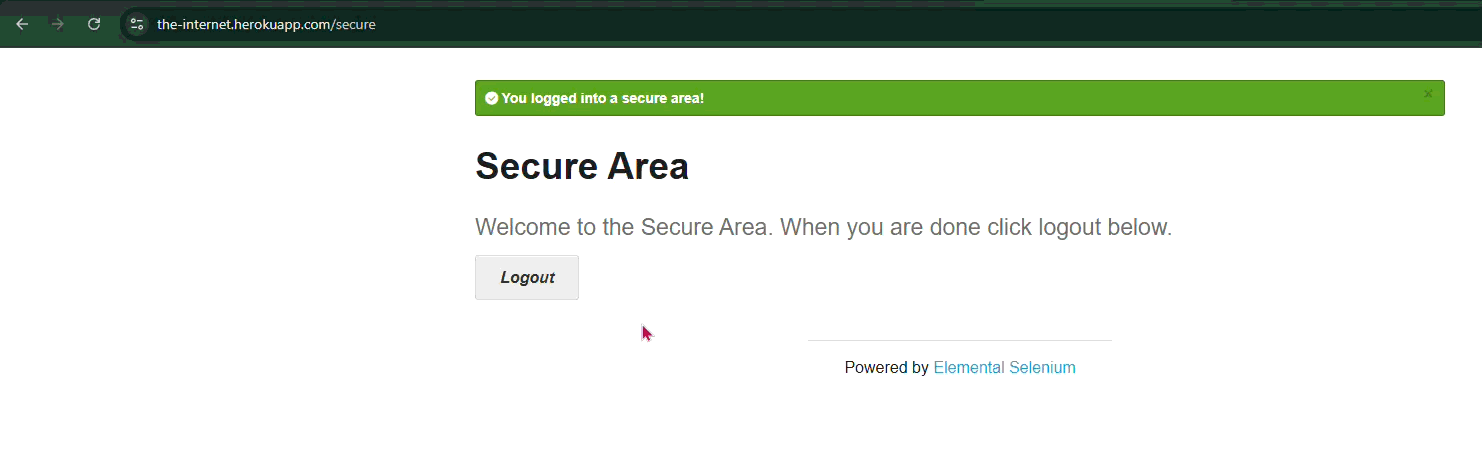 the-internet.herokuapp.com/secure
You logged into a secure area!
Secure Area
Welcome to the Secure Area. When you are done click logout below.
Logout
Powered by Elemental Selenium